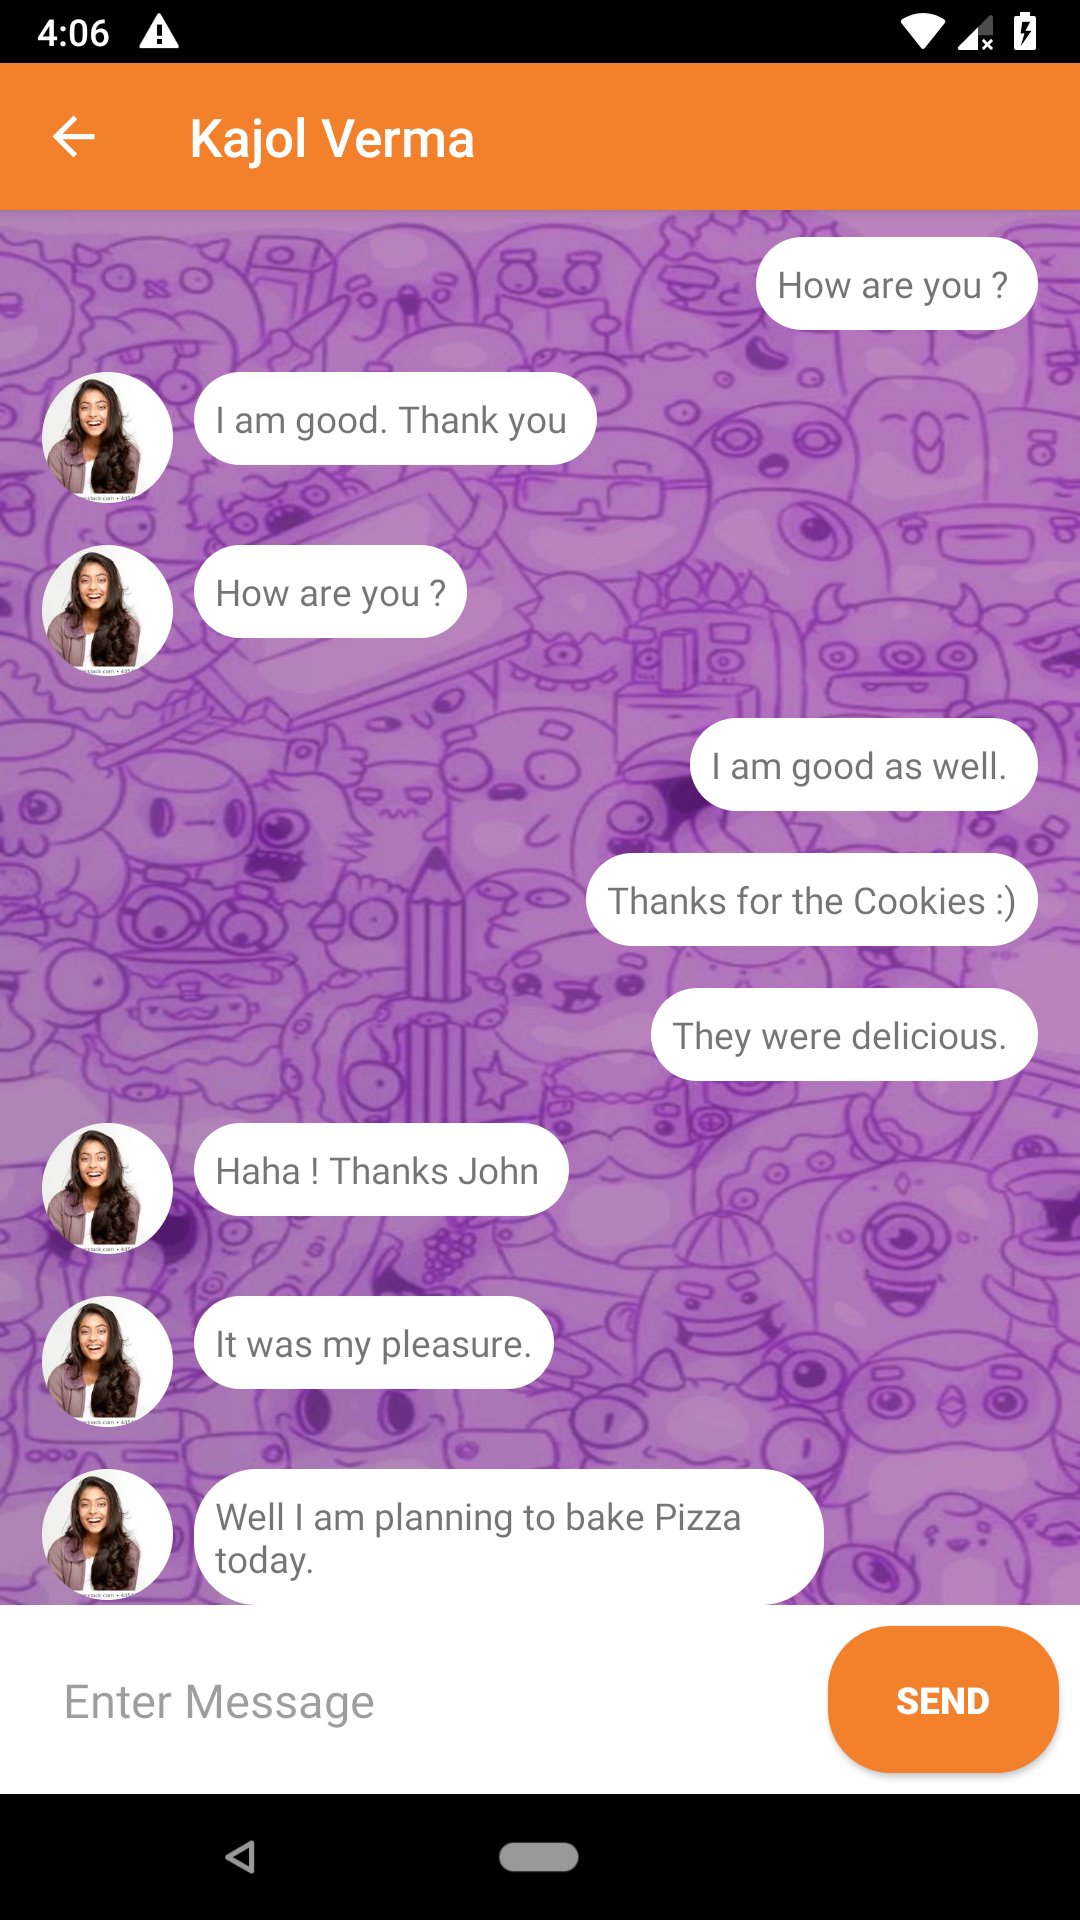 4:06
Kajol Verma
How are you ?
I am good. Thank you
How are you ?
I am good as well.
Thanks for the Cookies :)
They were delicious.
Haha ! Thanks John
It was my pleasure.
Well I am planning to bake Pizza
today.
Enter Message
SEND